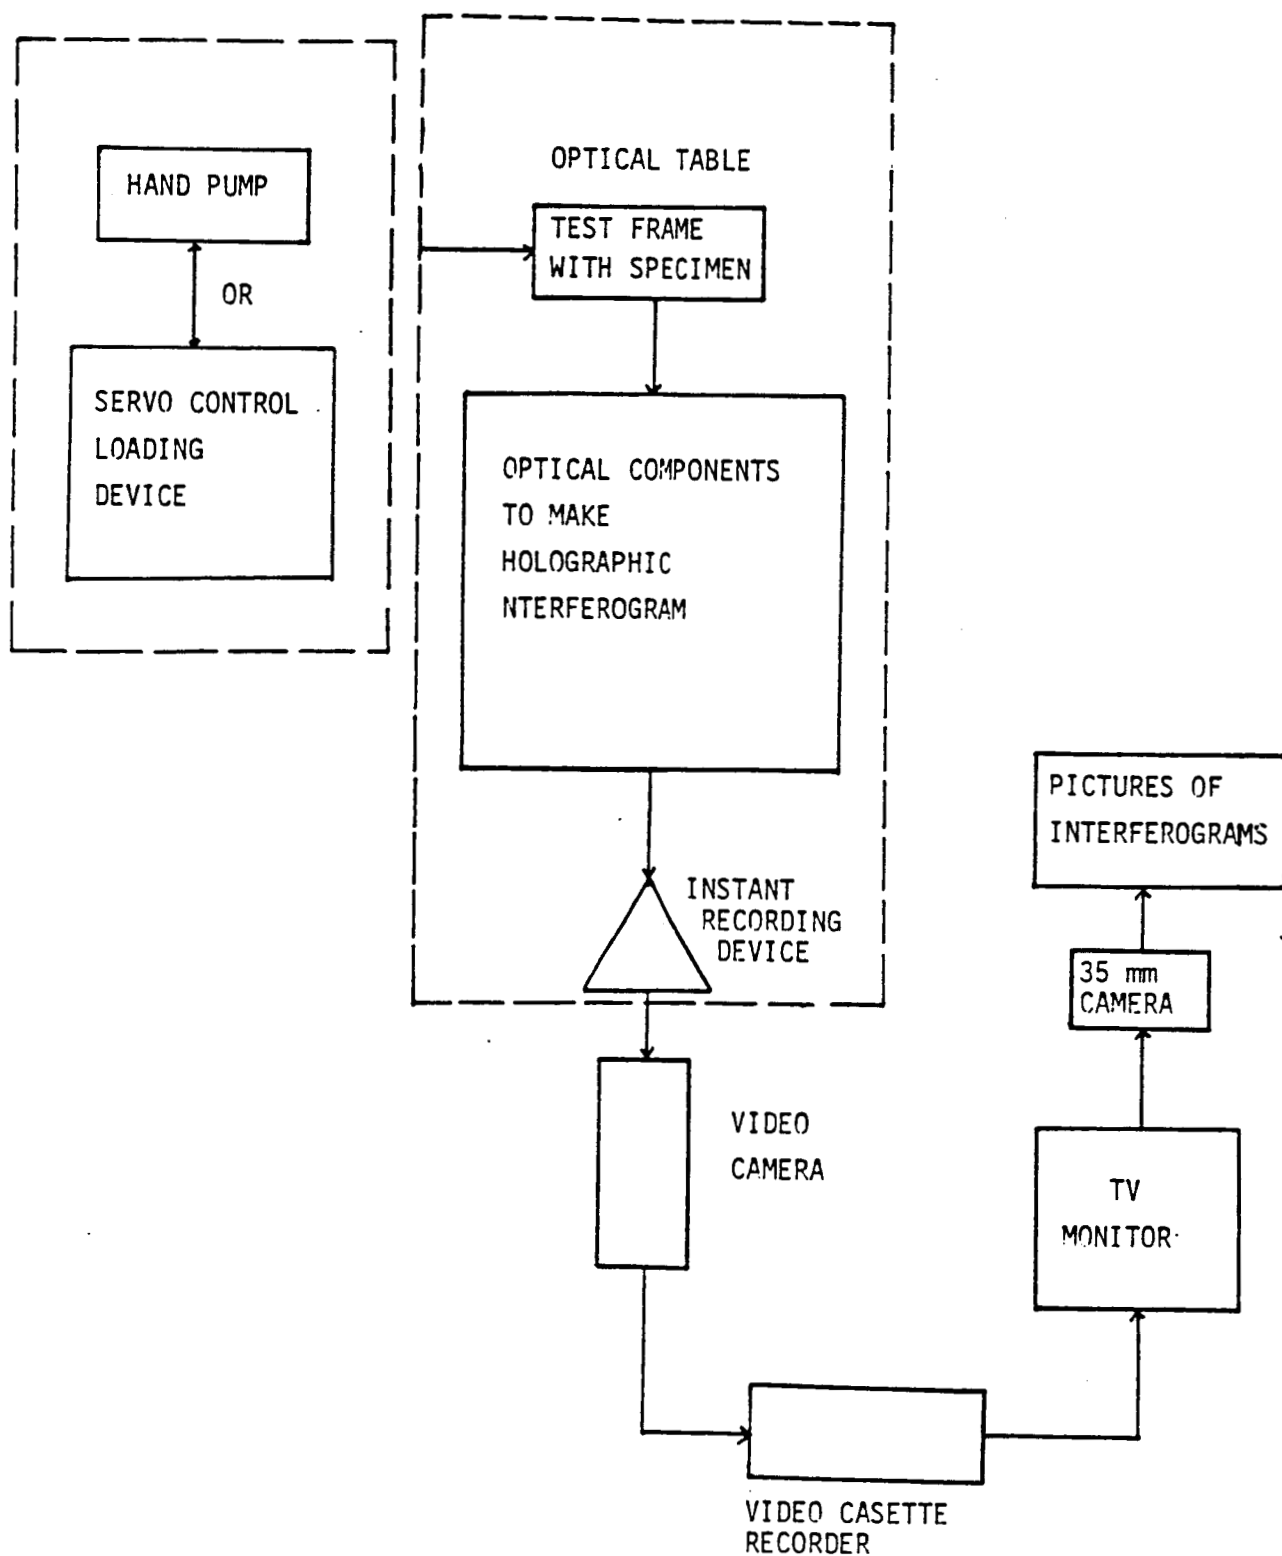 HAND PUMP
OR
SERVO CONTROL
LOADING
DEVICE
OPTICAL TABLE
TEST FRAME
WITH SPECIMEN
OPTICAL COMPONENTS
TO MAKE
HOLOGRAPHIC
NTERFEROGRAM
INSTANT
RECORDING
DEVICE
VIDEO
CAMERA
VIDEO CASETTE
RECORDER
TV
MONITOR
35 mm
CAMERA
PICTURES OF
INTERFEROGRAMS